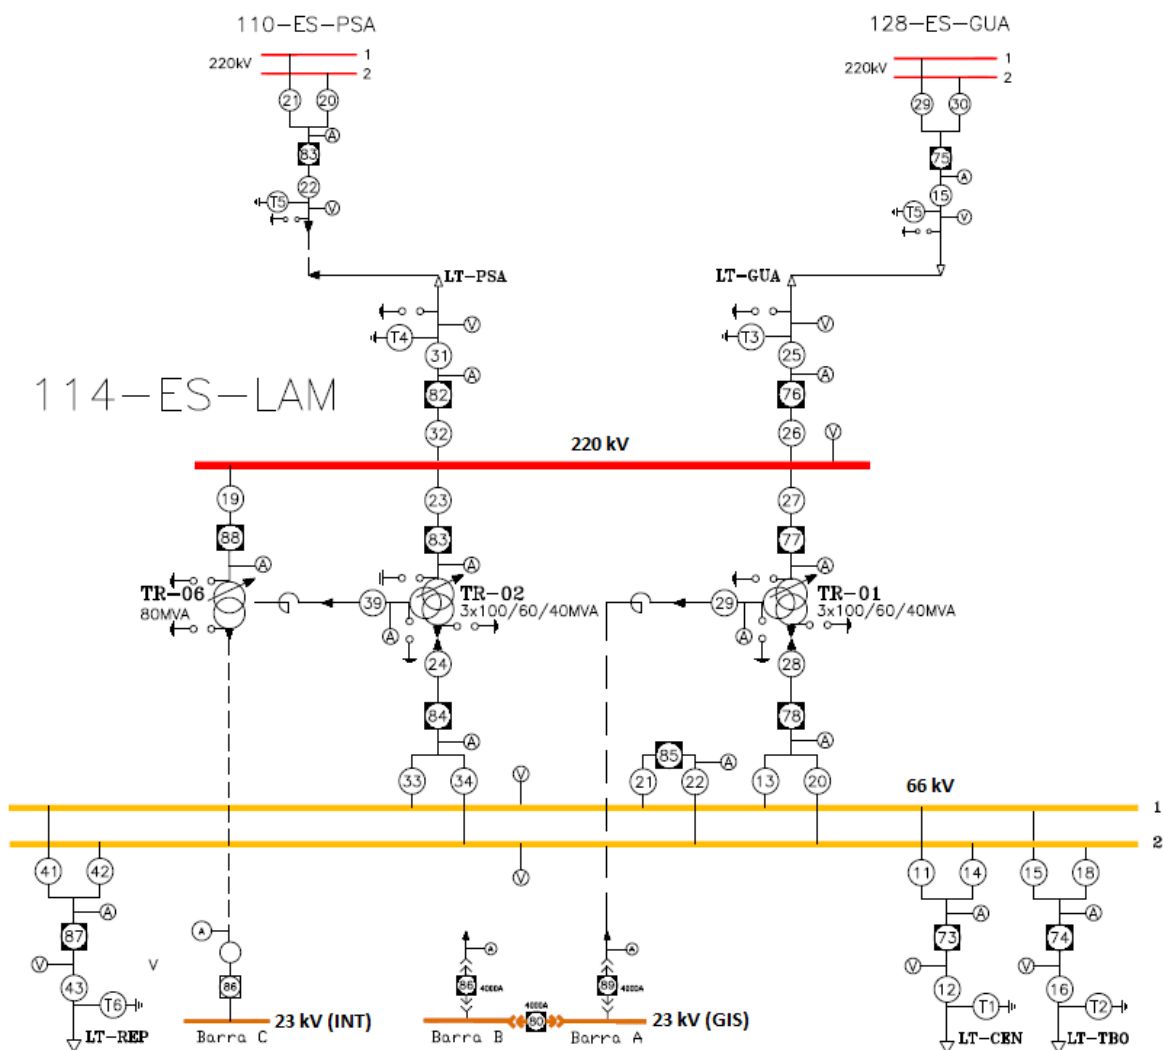 110-ES-PSA
128-ES-GUA
220kV
1
2
220kV
1
2
21
20
29
30
A
83
75
22
A
T5
V
15
T5
V
LT-PSA
LT-GUA
V
V
T4
T3
31
25
A
A
114-ES-LAM
82
76
32
26
V
220 kV
19
23
27
88
83
77
A
A
A
TR-06
80MVA
39
TR-02
3x100/60/40MVA
29
TR-01
3x100/60/40MVA
A
A
24
28
84
78
A
A
85
A
33
34
V
21
22
13
20
66 kV
1
2
41
42
V
11
14
15
18
A
A
A
87
A
86
4000A
A
89
4000A
A
73
74
V
V
V
V
43
86
12
16
T6
T1
T2
4000A
80
23 kV (INT)
23 kV (GIS)
LT-REP
Barra C
Barra B
Barra A
LT-CEN
LT-TBO